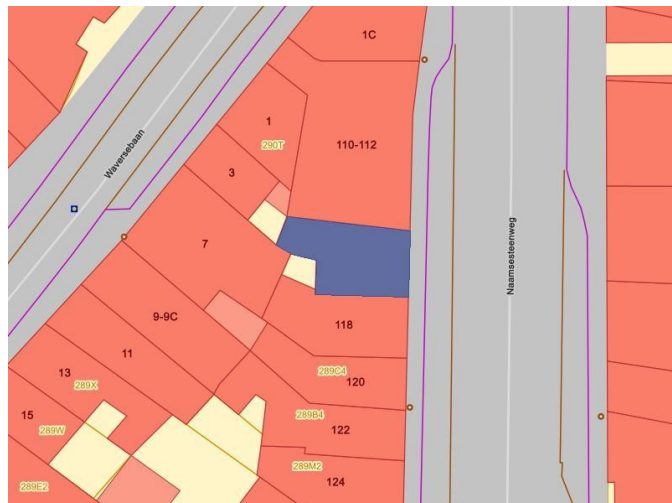 1C
1
290T
110-112
Waversebaan
3
7
Naamsesteenweg
9-9C
118
11
289C4
13
120
289X
289B4
15
122
289W
289M2
124
289E2